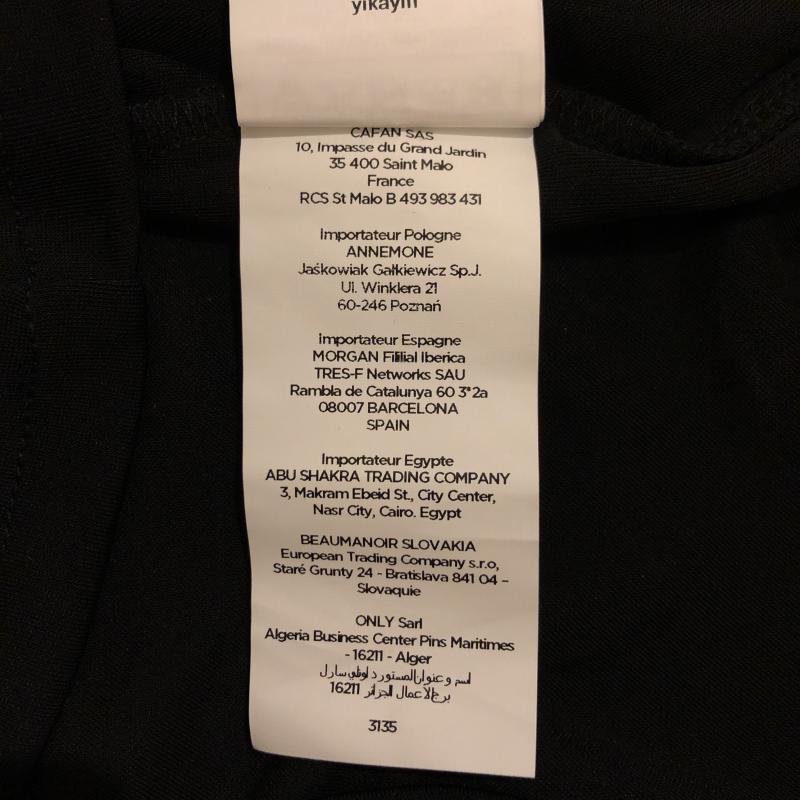 yıkayın
CAFAN SAS
10, Impasse du Grand Jardin
35 400 Saint Malo
France
RCS St Malo B 493 983 431
Importateur Pologne
ANNEMONE
Jaśkowiak Gałkiewicz Sp.J.
Ul. Winklera 21
60-246 Poznań
Importateur Espagne
MORGAN Fililial Iberica
TRES-F Networks SAU
Rambla de Catalunya 60 3°2a
08007 BARCELONA
SPAIN
Importateur Egypte
ABU SHAKRA TRADING COMPANY
3, Makram Ebeid St., City Center,
Nasr City, Cairo. Egypt
BEAUMANOIR SLOVAKIA
European Trading Company s.r.o,
Staré Grunty 24 - Bratislava 841 04 –
Slovaquie
ONLY Sarl
Algeria Business Center Pins Maritimes
- 16211 - Alger
اسم و عنوان المستورد اونلي سارل
برج الاعمال الجزائر 16211
3135